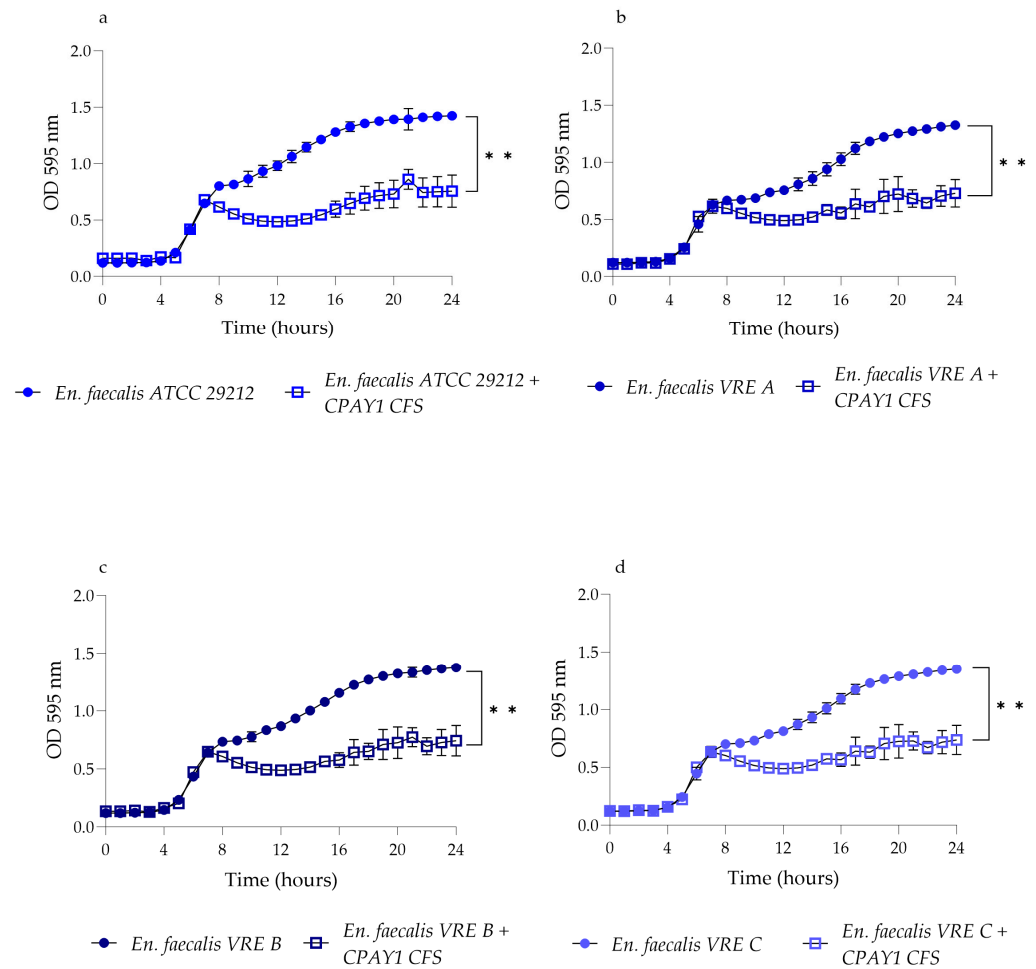 a
2.0
1.5
1.0
0.5
0.0
OD 595 nm
* *
0 4 8 12 16 20 24
Time (hours)
En. faecalis ATCC 29212
En. faecalis ATCC 29212 +
CPAY1 CFS
b
2.0
1.5
1.0
0.5
0.0
OD 595 nm
* *
0 4 8 12 16 20 24
Time (hours)
En. faecalis VRE A
En. faecalis VRE A +
CPAY1 CFS
c
2.0
1.5
1.0
0.5
0.0
OD 595 nm
* *
0 4 8 12 16 20 24
Time (hours)
En. faecalis VRE B
En. faecalis VRE B +
CPAY1 CFS
d
2.0
1.5
1.0
0.5
0.0
OD 595 nm
* *
0 4 8 12 16 20 24
Time (hours)
En. faecalis VRE C
En. faecalis VRE C +
CPAY1 CFS